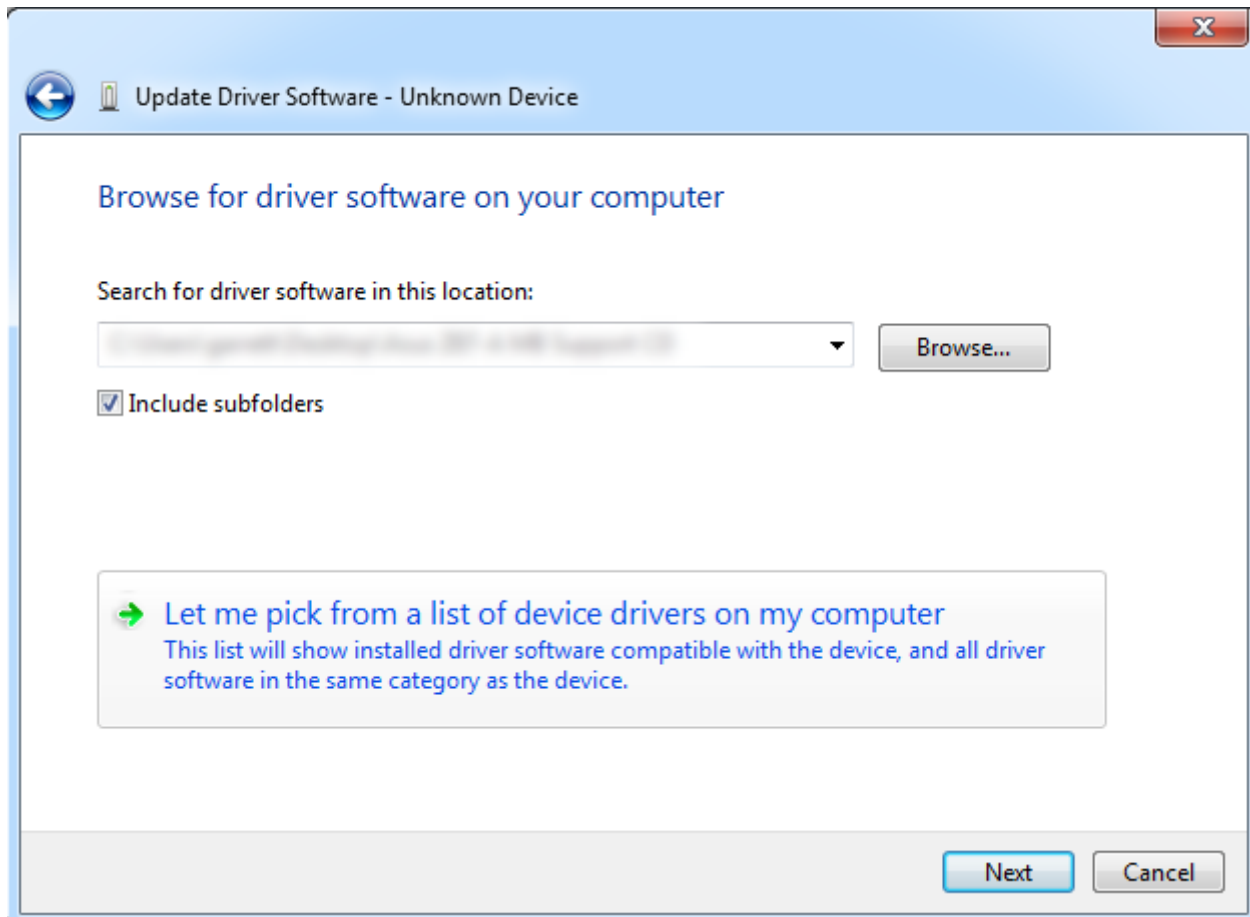 Update Driver Software - Unknown Device
Browse for driver software on your computer
Search for driver software in this location:
Browse...
Include subfolders
Let me pick from a list of device drivers on my computer
This list will show installed driver software compatible with the device, and all driver
software in the same category as the device.
Next
Cancel